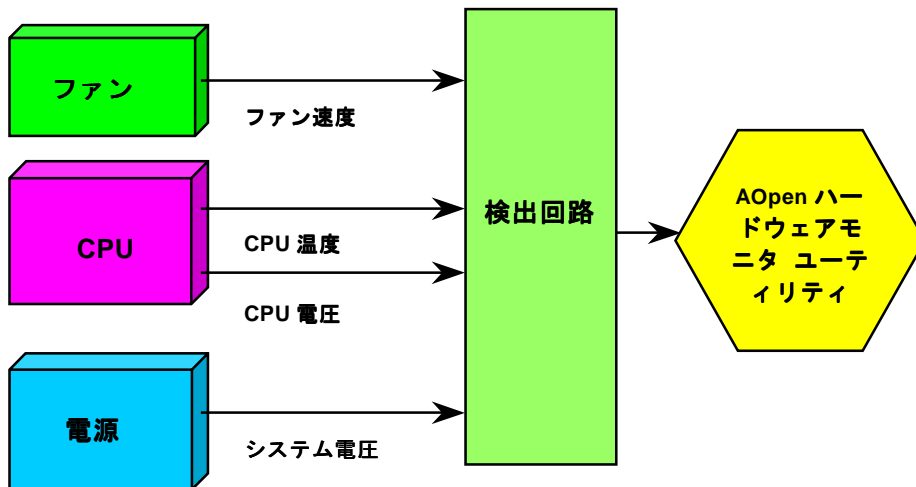 ファン
ファン速度
CPU
CPU 温度
CPU 電圧
電源
システム電圧
検出回路
AOpen ハー
ドウェアモ
ニタ ユーテ
ィリティ